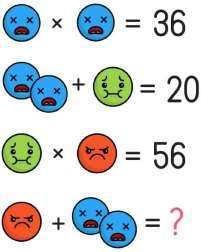 × = 36
+ = 20
× = 56
+ = ?